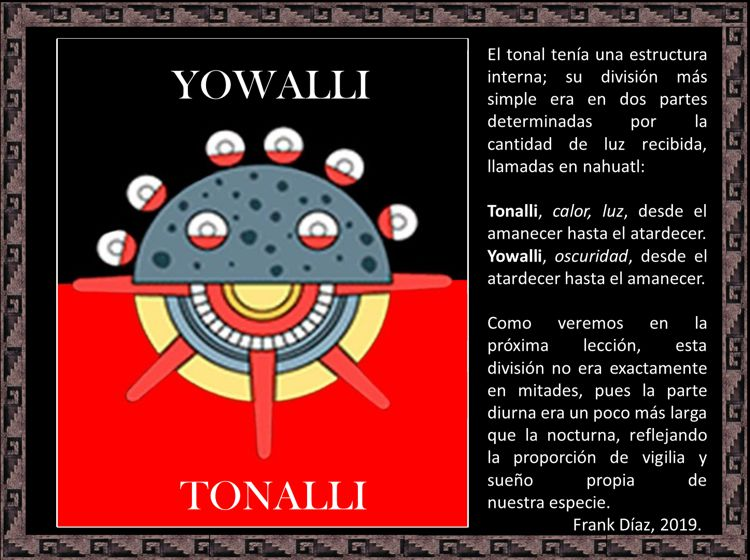 YOWALLI
TONALLI
El tonal tenía una estructura
interna; su división más
simple era en dos partes
determinadas por la
cantidad de luz recibida,
llamadas en nahuatl:
Tonalli, calor, luz, desde el
amanecer hasta el atardecer.
Yowalli, oscuridad, desde el
atardecer hasta el amanecer.
Como veremos en la
próxima lección, esta
división no era exactamente
en mitades, pues la parte
diurna era un poco más larga
que la nocturna, reflejando
la proporción de vigilia y
sueño propia de
nuestra especie.
Frank Díaz, 2019.